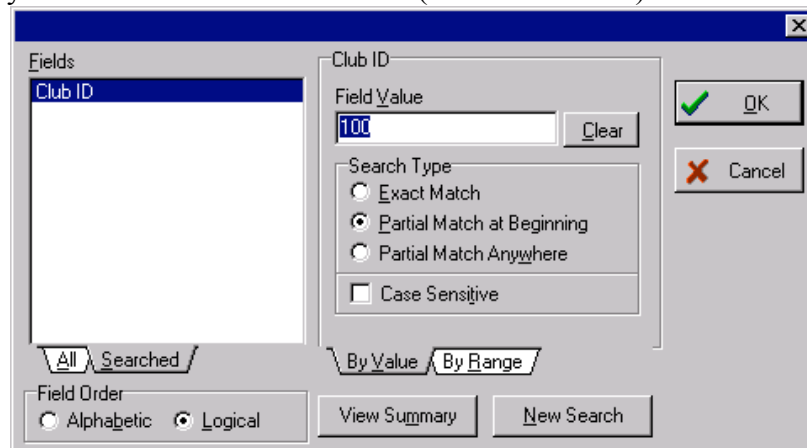 Fields
Club ID
Club ID
Field Value
100
Clear
Search Type
Exact Match
Partial Match at Beginning
Partial Match Anywhere
Case Sensitive
OK
Cancel
All
Searched
By Value
By Range
Field Order
Alphabetic
Logical
View Summary
New Search